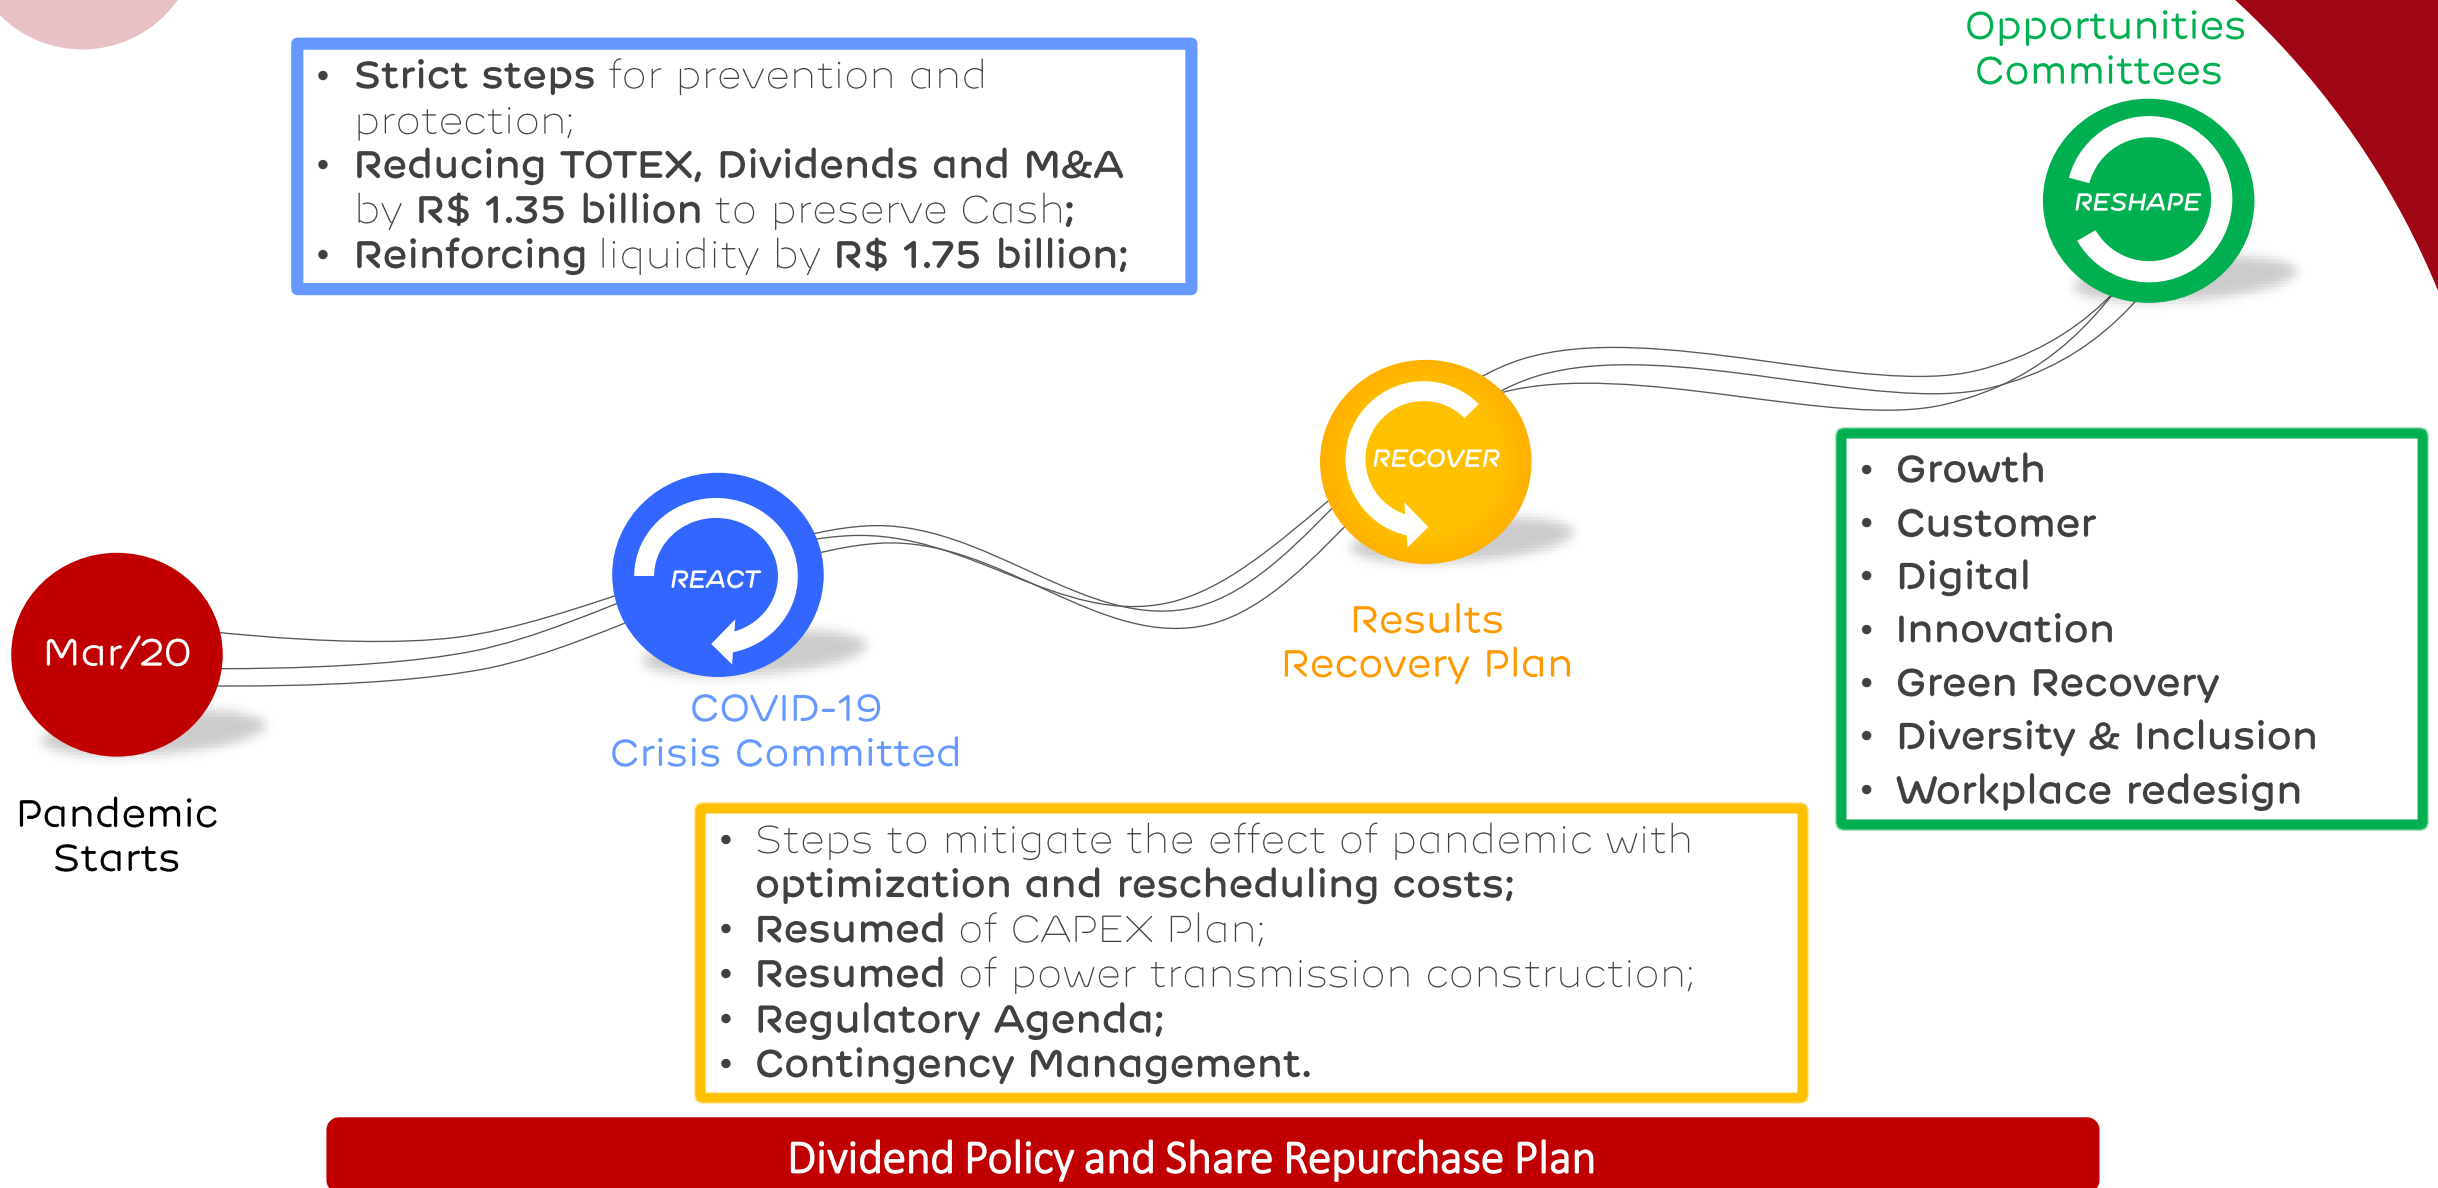 Opportunities
Committees
• Strict steps for prevention and
protection;
• Reducing TOTEX, Dividends and M&A
by R$ 1.35 billion to preserve Cash;
• Reinforcing liquidity by R$ 1.75 billion;
RESHAPE
RECOVER
Results
Recovery Plan
REACT
COVID-19
Crisis Committed
Mar/20
Pandemic
Starts
• Growth
• Customer
• Digital
• Innovation
• Green Recovery
• Diversity & Inclusion
• Workplace redesign
• Steps to mitigate the effect of pandemic with
optimization and rescheduling costs;
• Resumed of CAPEX Plan;
• Resumed of power transmission construction;
• Regulatory Agenda;
• Contingency Management.
Dividend Policy and Share Repurchase Plan